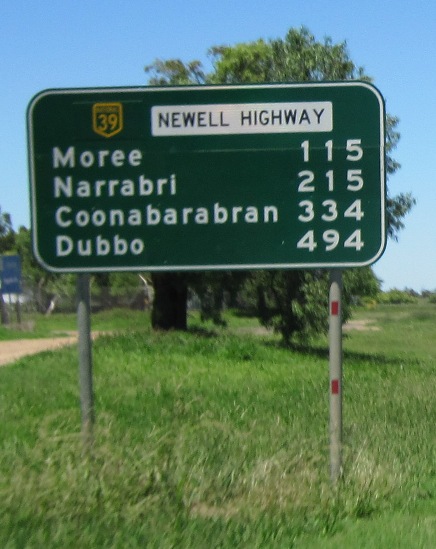 39
NEWELL HIGHWAY
Moree 115
Narrabri 215
Coonabarabran 334
Dubbo 494